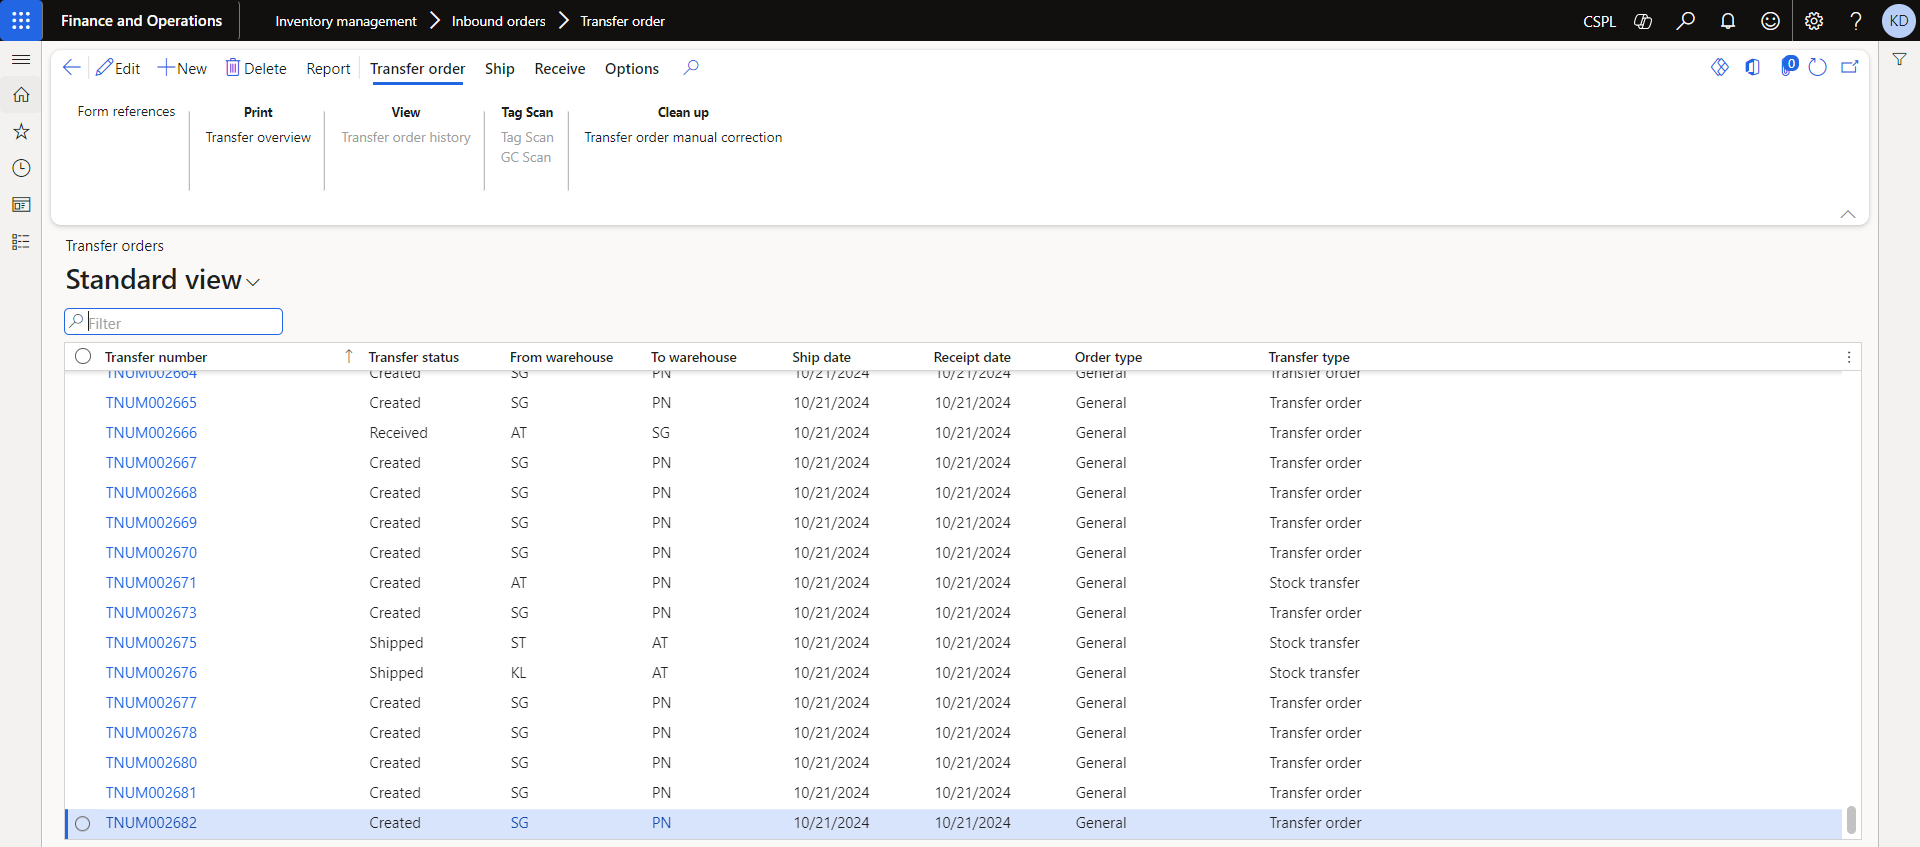 Finance and Operations Inventory management Inbound orders Transfer order CSPL KD
Edit New Delete Report Transfer order Ship Receive Options 0
Form references Print View Tag Scan Clean up
Transfer overview Transfer order history Tag Scan Transfer order manual correction
GC Scan
Transfer orders
Standard view
Filter
Transfer number Transfer status From warehouse To warehouse Ship date Receipt date Order type Transfer type
TNUM002664 Created SG PN 10/21/2024 10/21/2024 General Transfer order
TNUM002665 Created SG PN 10/21/2024 10/21/2024 General Transfer order
TNUM002666 Received AT SG 10/21/2024 10/21/2024 General Transfer order
TNUM002667 Created SG PN 10/21/2024 10/21/2024 General Transfer order
TNUM002668 Created SG PN 10/21/2024 10/21/2024 General Transfer order
TNUM002669 Created SG PN 10/21/2024 10/21/2024 General Transfer order
TNUM002670 Created SG PN 10/21/2024 10/21/2024 General Transfer order
TNUM002671 Created AT PN 10/21/2024 10/21/2024 General Stock transfer
TNUM002673 Created SG PN 10/21/2024 10/21/2024 General Transfer order
TNUM002675 Shipped ST AT 10/21/2024 10/21/2024 General Stock transfer
TNUM002676 Shipped KL AT 10/21/2024 10/21/2024 General Stock transfer
TNUM002677 Created SG PN 10/21/2024 10/21/2024 General Transfer order
TNUM002678 Created SG PN 10/21/2024 10/21/2024 General Transfer order
TNUM002680 Created SG PN 10/21/2024 10/21/2024 General Transfer order
TNUM002681 Created SG PN 10/21/2024 10/21/2024 General Transfer order
TNUM002682 Created SG PN 10/21/2024 10/21/2024 General Transfer order